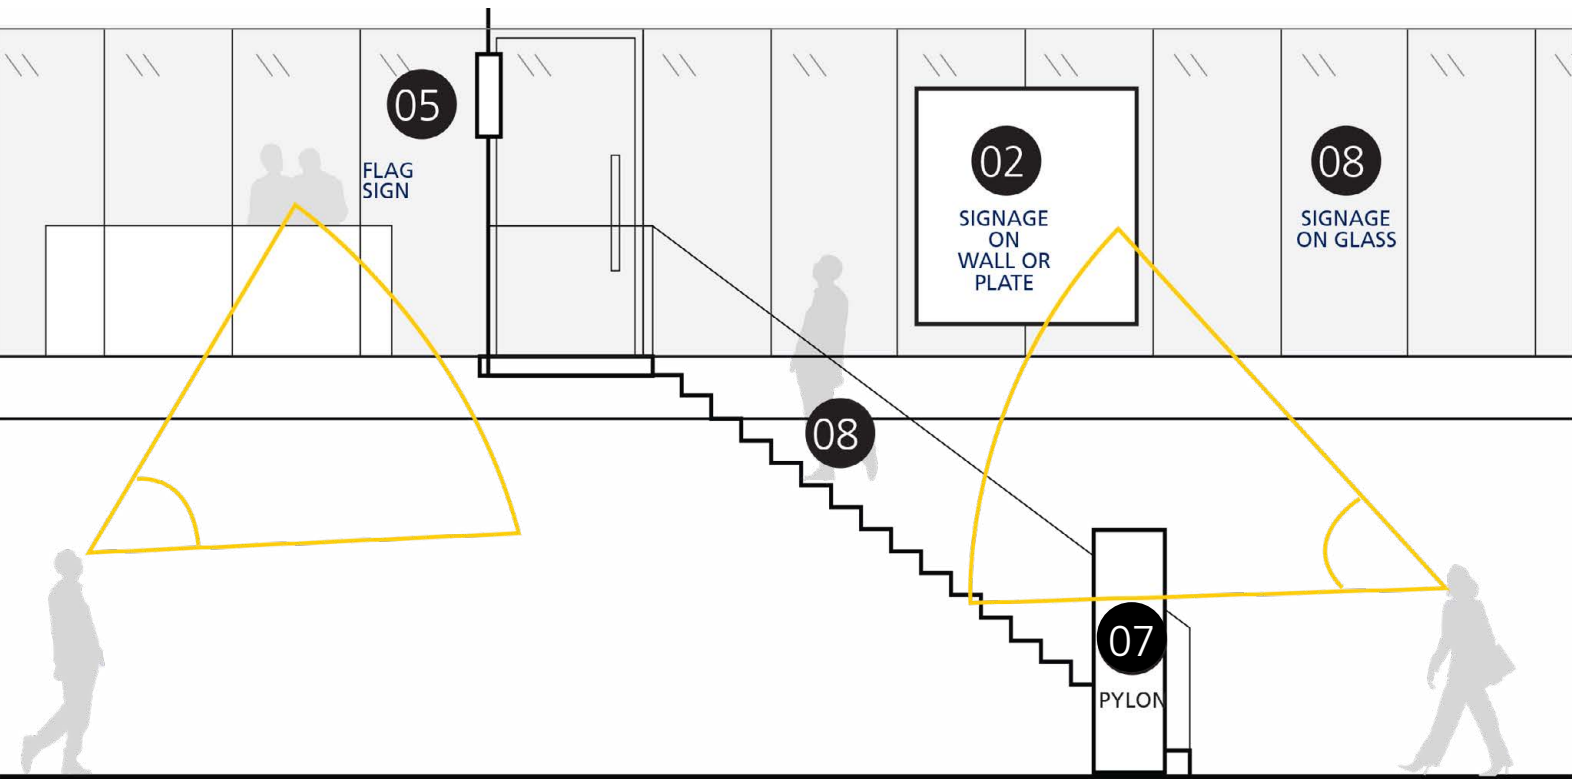 05
FLAG
SIGN
02
SIGNAGE
ON
WALL OR
PLATE
08
SIGNAGE
ON GLASS
08
07
PYLON